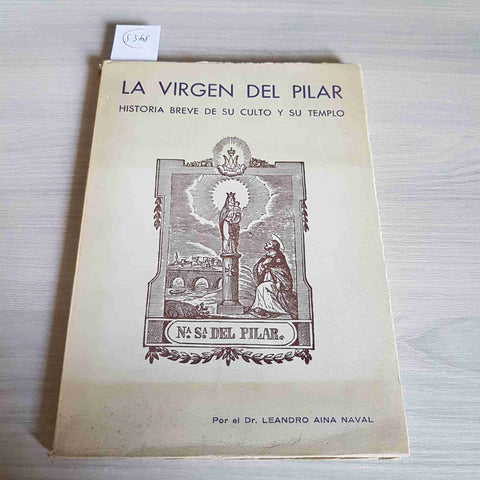 LA VIRGEN DEL PILAR
HISTORIA BREVE DE SU CULTO Y SU TEMPLO
Nª. Sª. DEL PILAR.
Por el Dr. LEANDRO AINA NAVAL